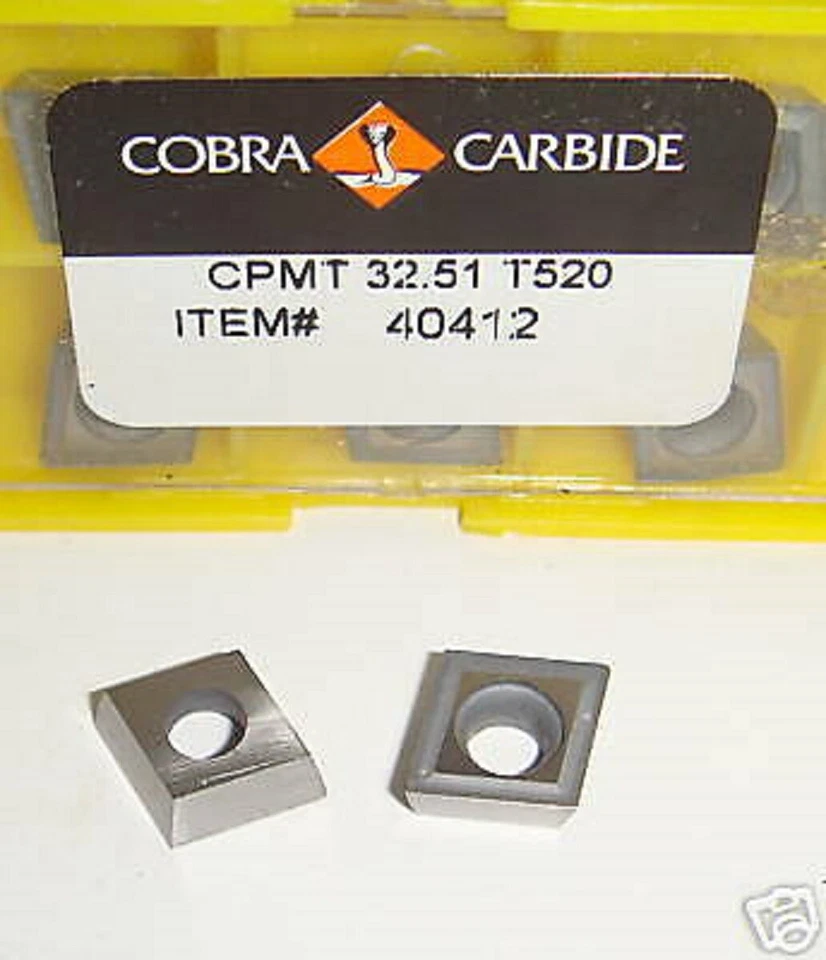 COBRA CARBIDE
CPMT 32.51 T520
ITEM# 40412